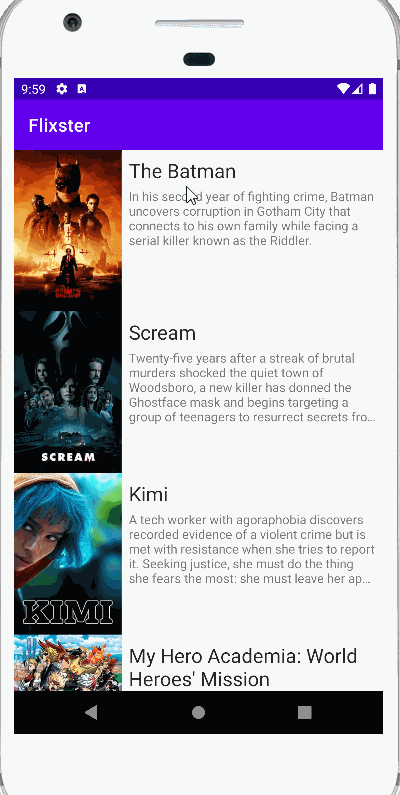 9:59
Flixster
The Batman
In his second year of fighting crime, Batman
uncovers corruption in Gotham City that
connects to his own family while facing a
serial killer known as the Riddler.
Scream
Twenty-five years after a streak of brutal
murders shocked the quiet town of
Woodsboro, a new killer has donned the
Ghostface mask and begins targeting a
group of teenagers to resurrect secrets fro...
SCREAM
Kimi
A tech worker with agoraphobia discovers
recorded evidence of a violent crime but is
met with resistance when she tries to report
it. Seeking justice, she must do the thing
she fears the most: she must leave her ap...
KIMI
My Hero Academia: World
Heroes' Mission